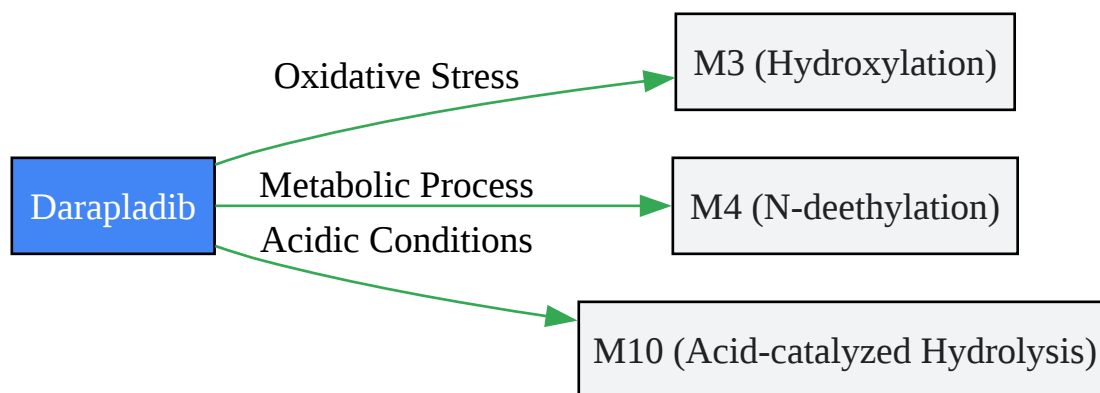 M3 (Hydroxylation)
Oxidative Stress
Darapladib
Metabolic Process
M4 (N-deethylation)
Acidic Conditions
M10 (Acid-catalyzed Hydrolysis)